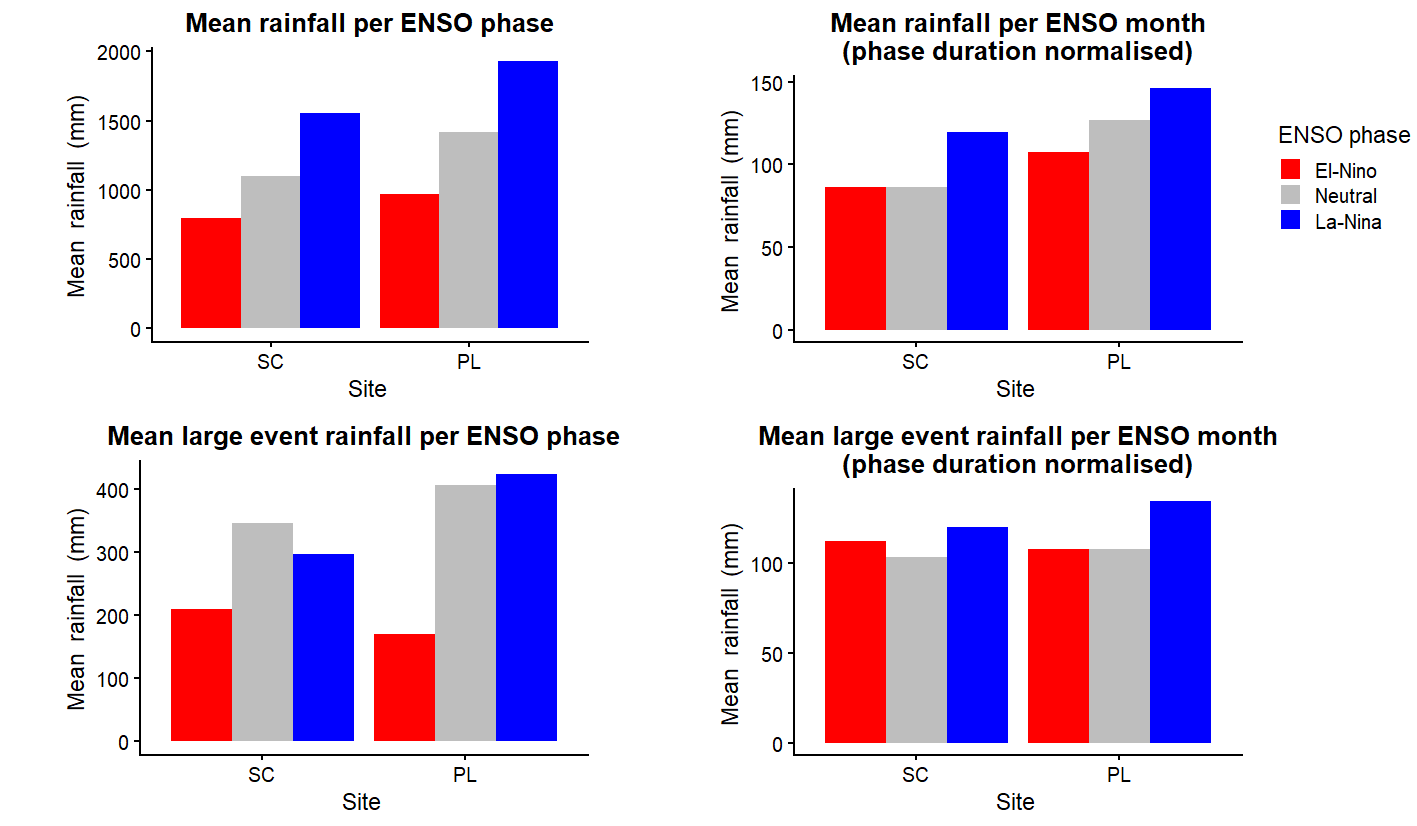 Mean rainfall per ENSO phase
2000
1500
1000
500
0
Mean rainfall (mm)
SC
PL
Site
Mean rainfall per ENSO month
(phase duration normalised)
150
100
50
0
Mean rainfall (mm)
SC
PL
Site
ENSO phase
El-Nino
Neutral
La-Nina
Mean large event rainfall per ENSO phase
400
300
200
100
0
Mean rainfall (mm)
SC
PL
Site
Mean large event rainfall per ENSO month
(phase duration normalised)
100
50
0
Mean rainfall (mm)
SC
PL
Site